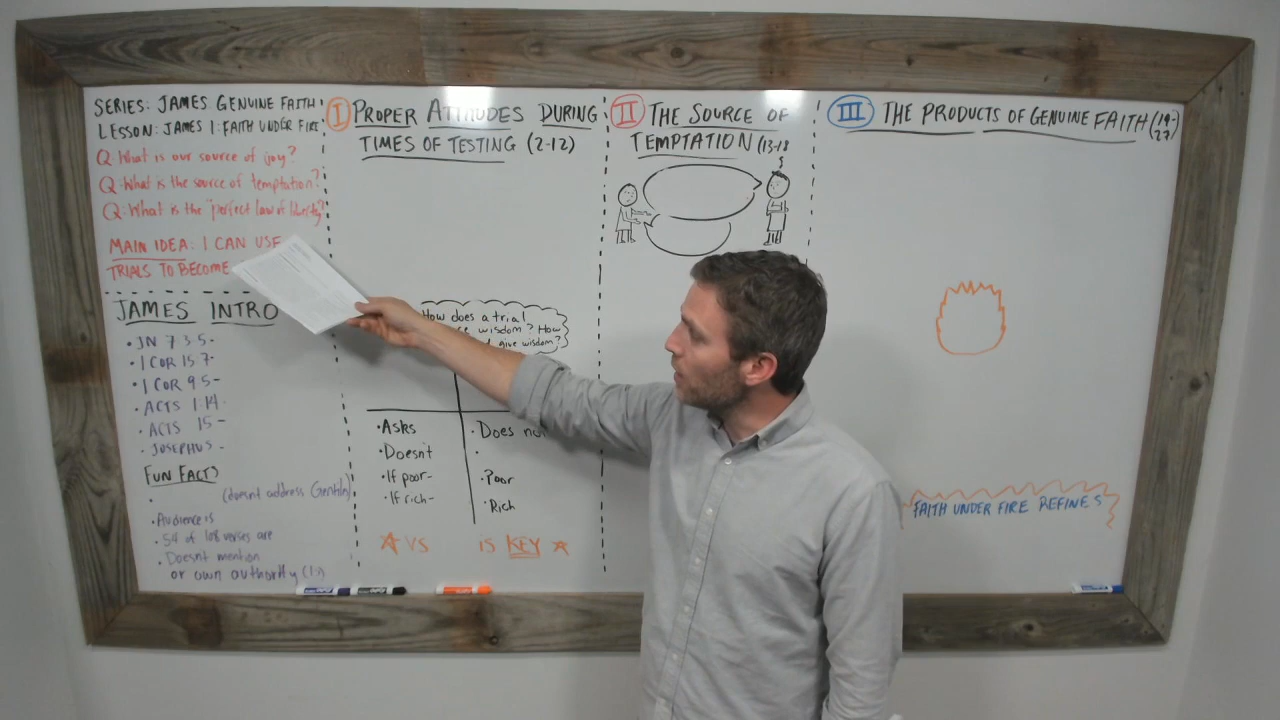 SERIES: JAMES GENUINE FAITH
LESSON: JAMES 1: FAITH UNDER FIRE
Q: What is our source of joy?
Q: What is the source of temptation?
Q: What is the "perfect law of liberty"?
MAIN IDEA: I CAN USE
TRIALS TO BECOME
JAMES INTRO
• JN 7 3-5-
• I COR 15 7-
• I COR 9:5-
• ACTS 1:14-
• ACTS 15-
• JOSEPHUS-
FUN FACTS
• (doesnt address Gentiles)
• Audience is
• 54 of 108 verses are
• Doesnt mention
or own authority (1:1)
I PROPER ATTITUDES DURING
TIMES OF TESTING (2-12)
How does a trial
wisdom? How
give wisdom?
• Asks
• Doesn't
• If poor-
• If rich-
• Does no
•
• Poor
• Rich
VS is KEY
II THE SOURCE OF
TEMPTATION (13-18
III THE PRODUCTS OF GENUINE FAITH (19-
27)
FAITH UNDER FIRE REFINES